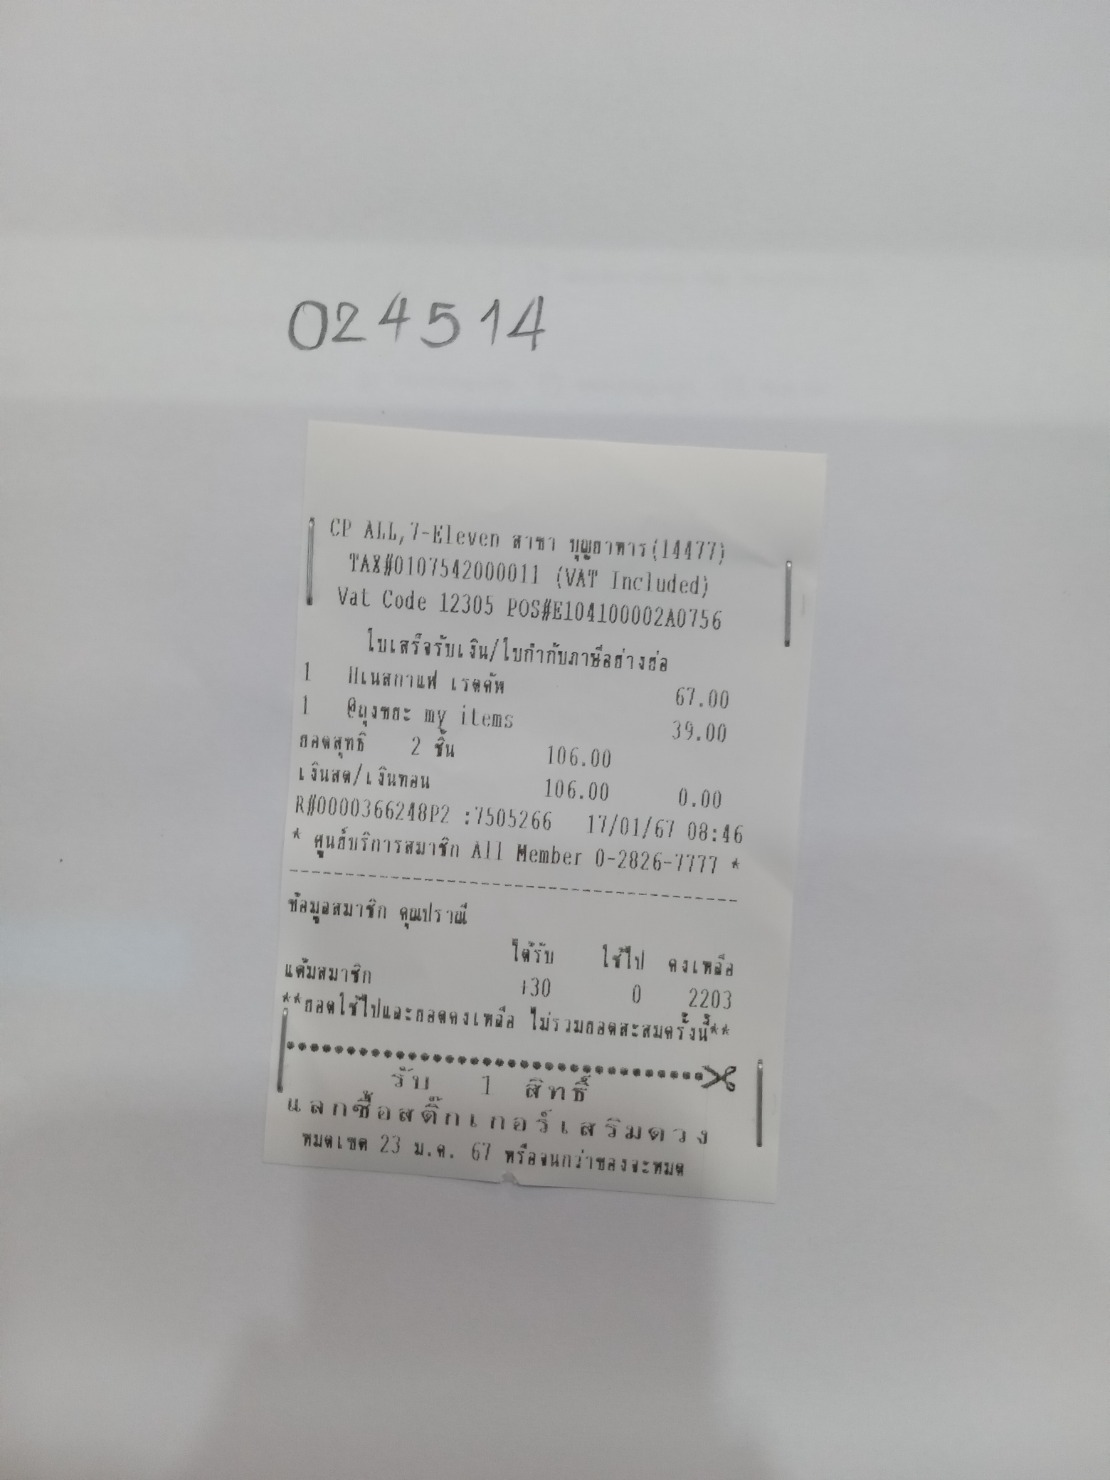 024514
CP ALL,7-Eleven สาขา บุญยาหาร(14477)
TAX#0107542000011 (VAT Included)
Vat Code 12305 POS#E104100002A0756
ใบเสร็จรับเงิน/ใบกำกับภาษีอย่างย่อ
1 IIเนสกาแฟ เรดคัพ 67.00
1 @ถุงขยะ my items 39.00
ยอดสุทธิ 2 ชิ้น 106.00
เงินสด/เงินทอน 106.00 0.00
R#0000366248P2 :7505266 17/01/67 08:46
* ศูนย์บริการสมาชิก All Member 0-2826-7777 *
ข้อมูลสมาชิก คุณปราณี
ได้รับ ใช้ไป คงเหลือ
แต้มสมาชิก +30 0 2203
**ยอดใช้ไปและยอดคงเหลือ ไม่รวมยอดสะสมครั้งนี้**
รับ 1 สิทธิ์
แลกซื้อสติ๊กเกอร์เสริมดวง
หมดเขต 23 ม.ค. 67 หรือจนกว่าของจะหมด